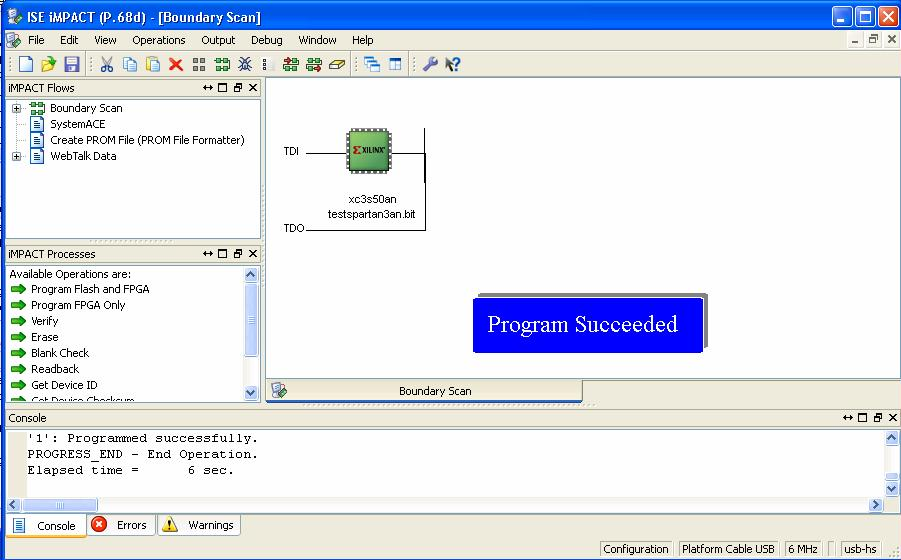 ISE iMPACT (P.68d) - [Boundary Scan]
File Edit View Operations Output Debug Window Help
iMPACT Flows
Boundary Scan
SystemACE
Create PROM File (PROM File Formatter)
WebTalk Data
TDI
XILINX
xc3s50an
testspartan3an.bit
TDO
iMPACT Processes
Available Operations are:
Program Flash and FPGA
Program FPGA Only
Verify
Erase
Blank Check
Readback
Get Device ID
Get Device Checksum
Program Succeeded
Boundary Scan
Console
'1': Programmed successfully.
PROGRESS_END - End Operation.
Elapsed time = 6 sec.
Console Errors Warnings
Configuration Platform Cable USB 6 MHz usb-hs